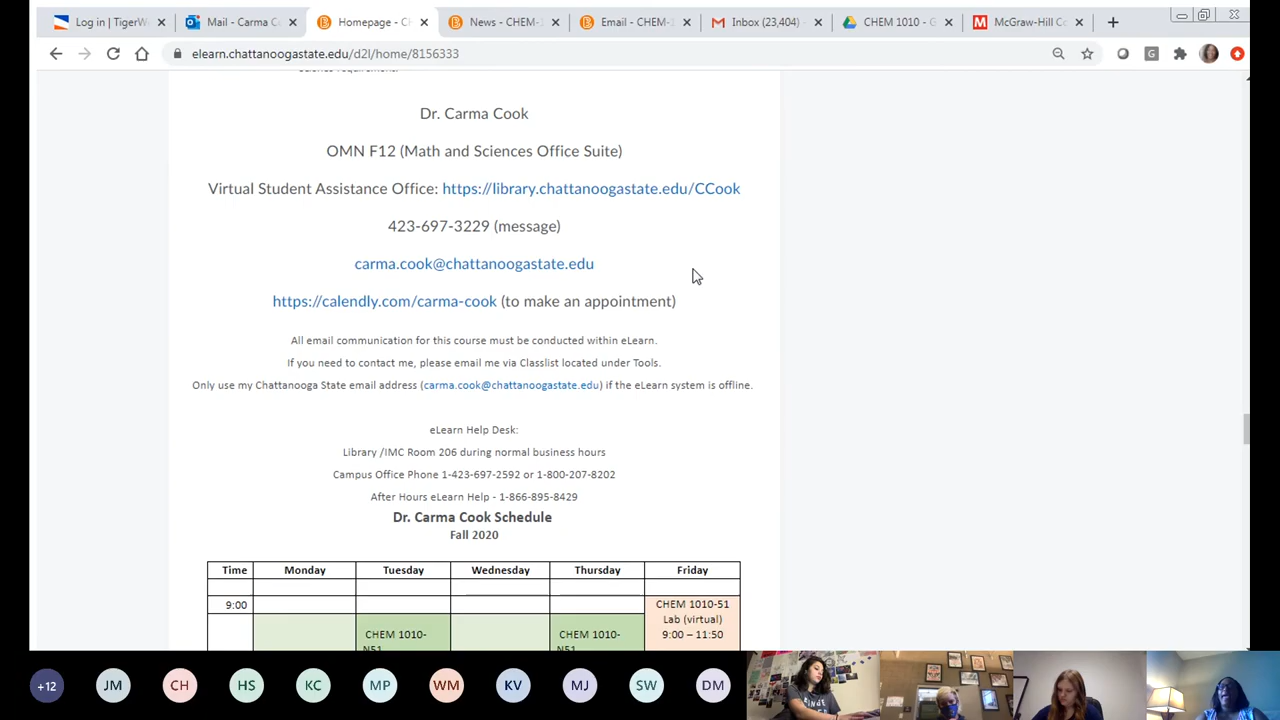 Log in | TigerW
Mail - Carma C
Homepage - C
News - CHEM-1
Email - CHEM-1
Inbox (23,404)
CHEM 1010 - G
McGraw-Hill Co
elearn.chattanoogastate.edu/d2l/home/8156333
Dr. Carma Cook
OMN F12 (Math and Sciences Office Suite)
Virtual Student Assistance Office: https://library.chattanoogastate.edu/CCook
423-697-3229 (message)
carma.cook@chattanoogastate.edu
https://calendly.com/carma-cook (to make an appointment)
All email communication for this course must be conducted within eLearn.
If you need to contact me, please email me via Classlist located under Tools.
Only use my Chattanooga State email address (carma.cook@chattanoogastate.edu) if the eLearn system is offline.
eLearn Help Desk:
Library /IMC Room 206 during normal business hours
Campus Office Phone 1-423-697-2592 or 1-800-207-8202
After Hours eLearn Help - 1-866-895-8429
Dr. Carma Cook Schedule
Fall 2020
Time Monday Tuesday Wednesday Thursday Friday
9:00 CHEM 1010-51
Lab (virtual)
CHEM 1010- CHEM 1010- 9:00 – 11:50
N51 N51
+12 JM CH HS KC MP WM KV MJ SW DM